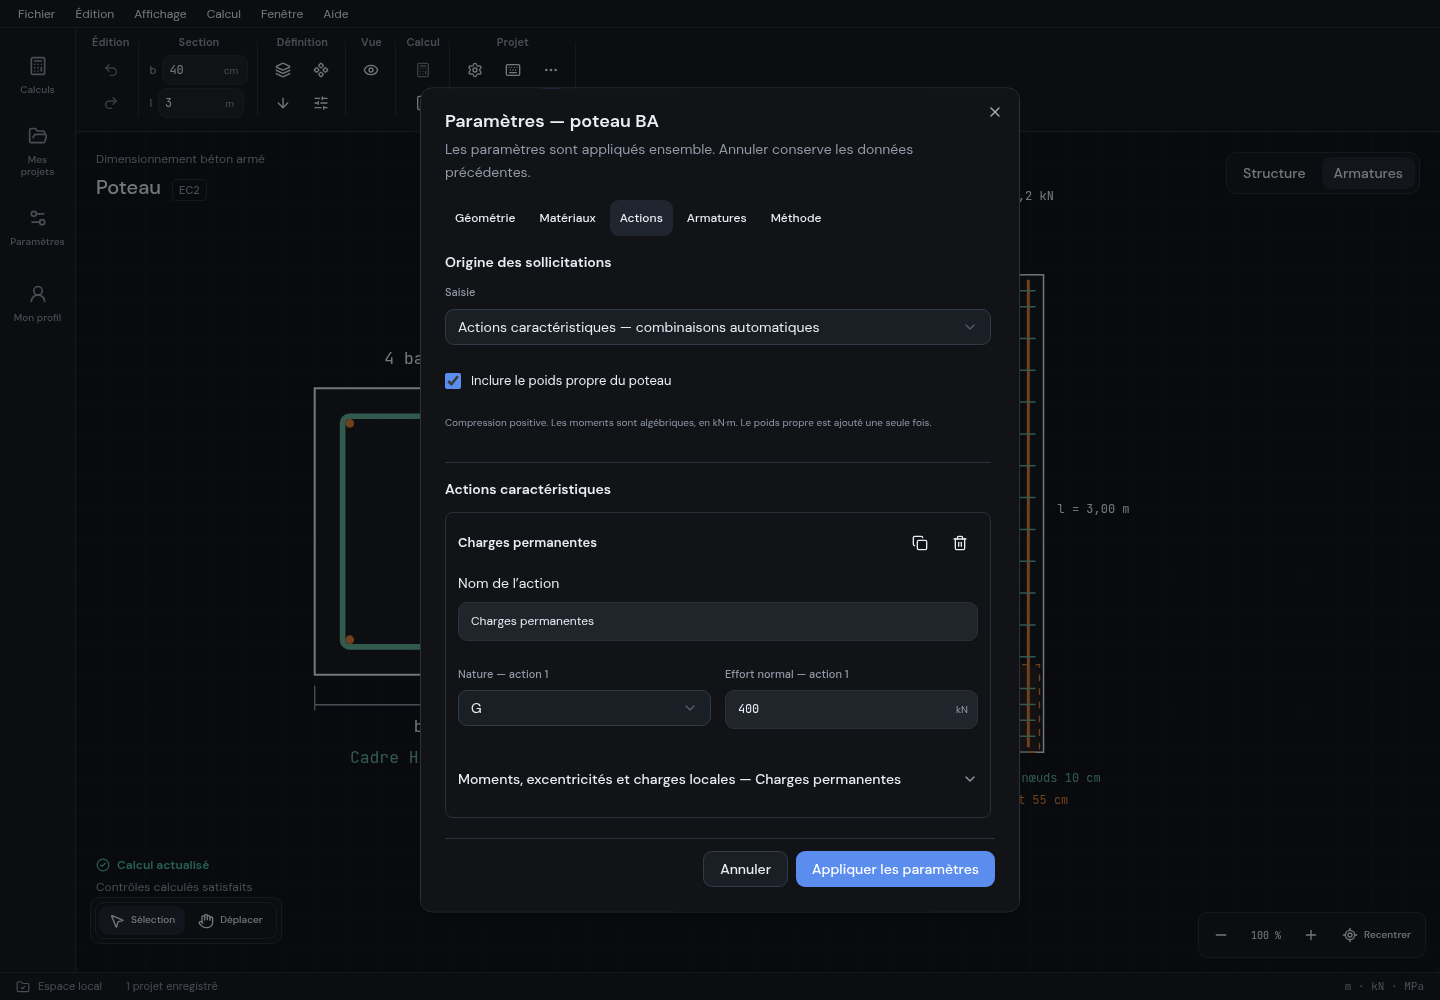 Fichier Édition Affichage Calcul Fenêtre Aide
Édition Section Définition Vue Calcul Projet
b 40 cm
l 3 m
Calculs
Mes
projets
Paramètres
Mon profil
Dimensionnement béton armé
Poteau EC2
Structure Armatures
,2 kN
4 ba
l = 3,00 m
b
Cadre H
nœuds 10 cm
t 55 cm
Paramètres — poteau BA
Les paramètres sont appliqués ensemble. Annuler conserve les données
précédentes.
Géométrie Matériaux Actions Armatures Méthode
Origine des sollicitations
Saisie
Actions caractéristiques — combinaisons automatiques
Inclure le poids propre du poteau
Compression positive. Les moments sont algébriques, en kN·m. Le poids propre est ajouté une seule fois.
Actions caractéristiques
Charges permanentes
Nom de l’action
Charges permanentes
Nature — action 1 Effort normal — action 1
G 400 kN
Moments, excentricités et charges locales — Charges permanentes
Annuler Appliquer les paramètres
Calcul actualisé
Contrôles calculés satisfaits
Sélection Déplacer
100 % Recentrer
Espace local 1 projet enregistré m · kN · MPa